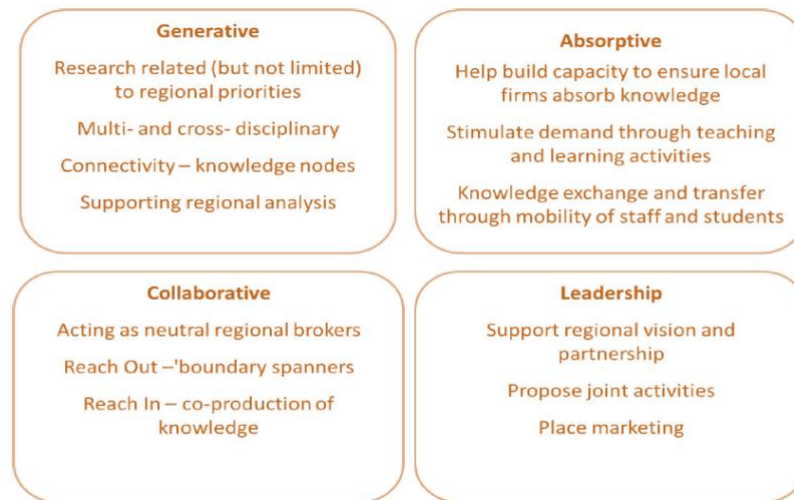 Generative
Research related (but not limited)
to regional priorities
Multi- and cross- disciplinary
Connectivity – knowledge nodes
Supporting regional analysis
Absorptive
Help build capacity to ensure local
firms absorb knowledge
Stimulate demand through teaching
and learning activities
Knowledge exchange and transfer
through mobility of staff and students
Collaborative
Acting as neutral regional brokers
Reach Out –'boundary spanners
Reach In – co-production of
knowledge
Leadership
Support regional vision and
partnership
Propose joint activities
Place marketing